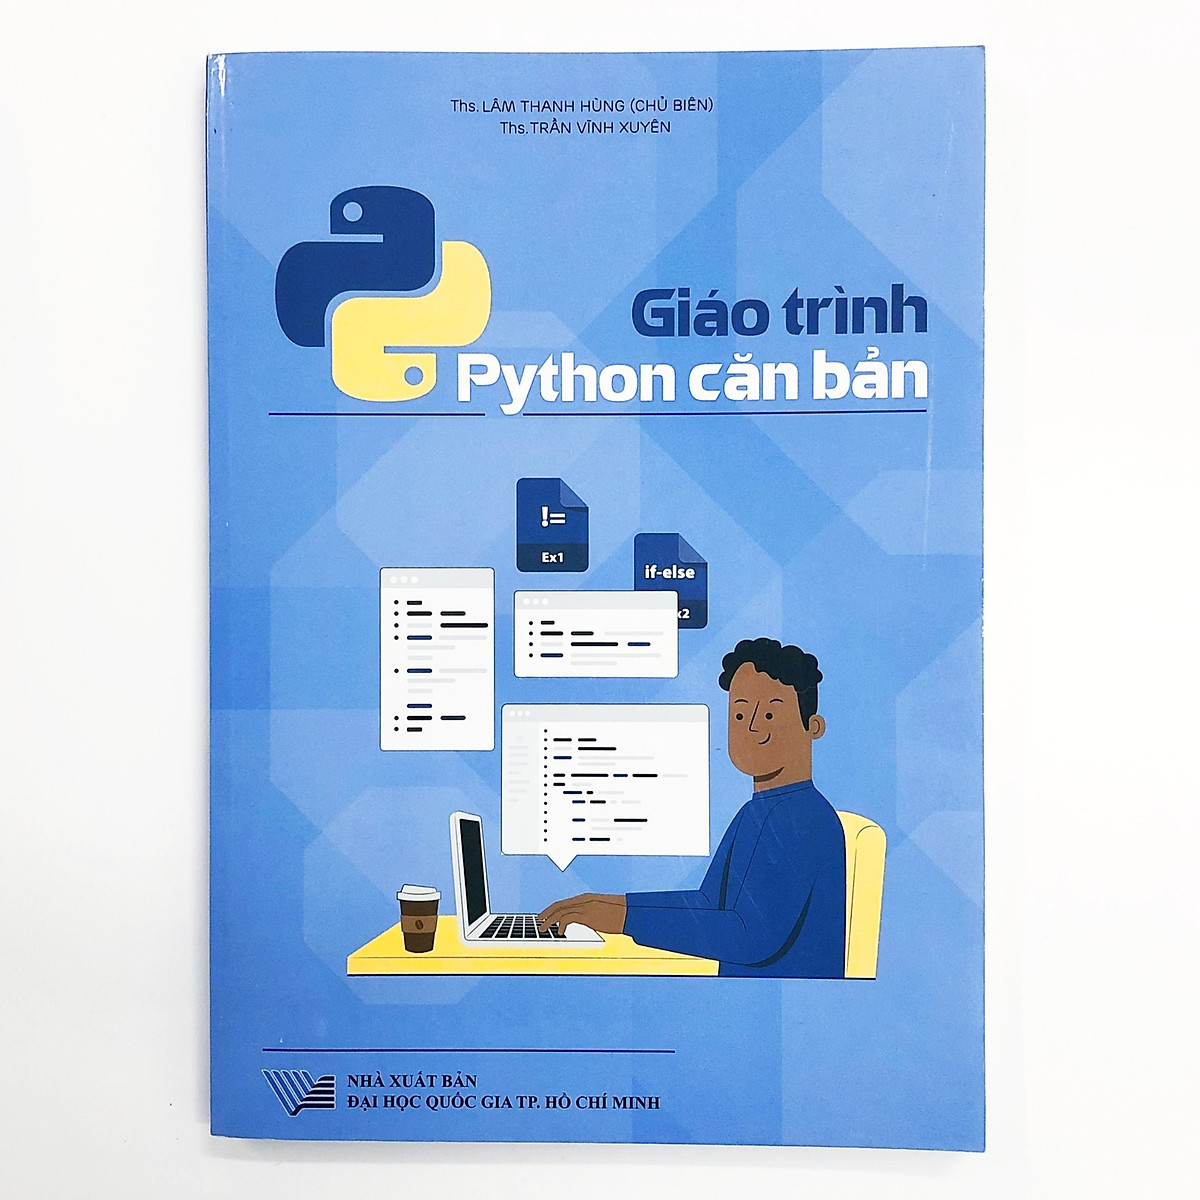 Ths. LÂM THANH HÙNG (CHỦ BIÊN)
Ths. TRẦN VĨNH XUYÊN
Giáo trình
Python căn bản
!=
Ex1
if-else
x2
NHÀ XUẤT BẢN
ĐẠI HỌC QUỐC GIA TP. HỒ CHÍ MINH